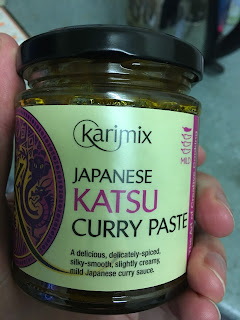 Karimix
JAPANESE
KATSU
CURRY PASTE
A delicious, delicately-spiced,
silky-smooth, slightly creamy,
mild Japanese curry sauce.
MILD